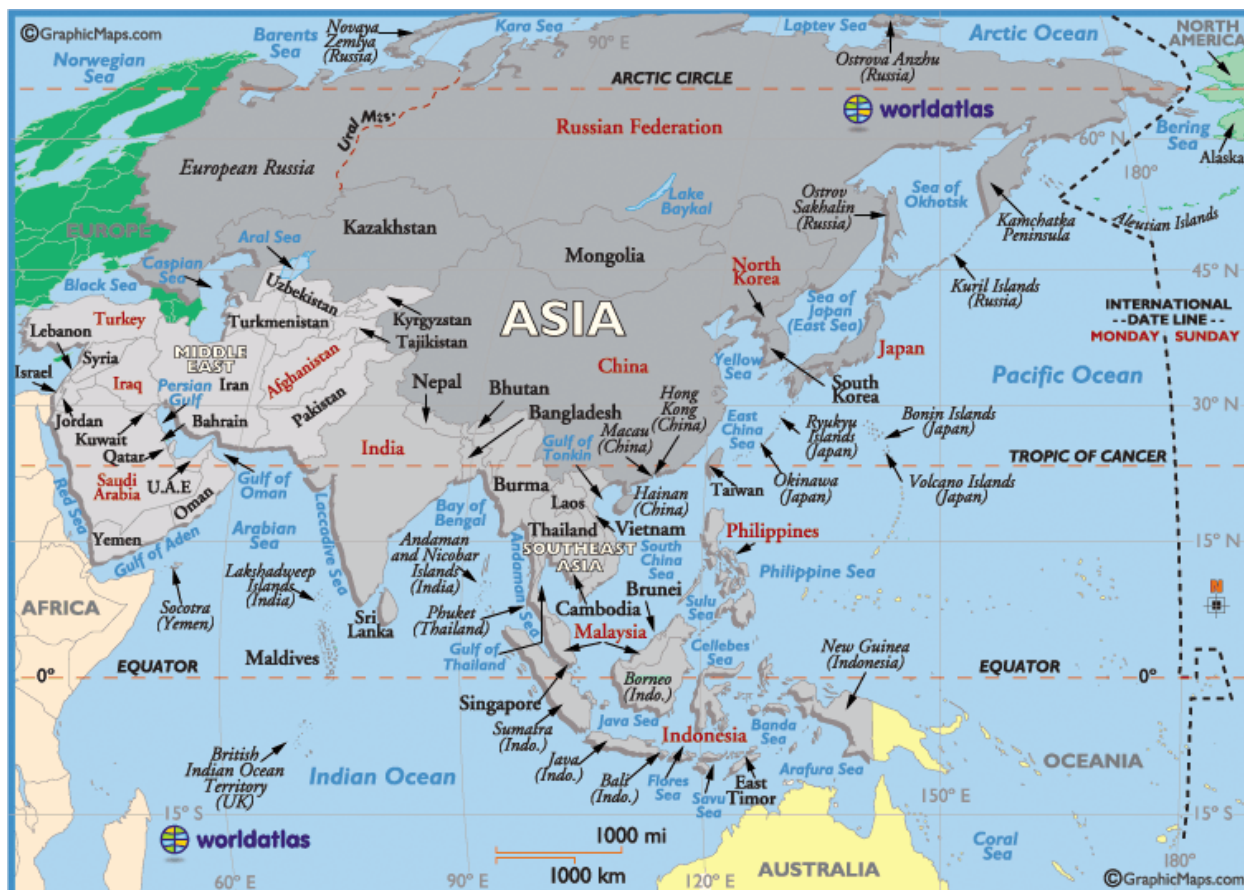 ©GraphicMaps.com
Norwegian
Sea
Barents
Sea
Novaya
Zemlya
(Russia)
Kara Sea
90° E
Laptev Sea
Ostrova Anzhu
(Russia)
Arctic Ocean
NORTH
AMERICA
ARCTIC CIRCLE
worldatlas
Ural Mts.
Russian Federation
European Russia
60° N
180°
Bering
Sea
Alaska
Aleutian Islands
Lake
Baykal
Ostrov
Sakhalin
(Russia)
Sea of
Okhotsk
Kamchatka
Peninsula
EUROPE
Aral Sea
Kazakhstan
Mongolia
Caspian
Sea
Black Sea
North
Korea
45° N
Kuril Islands
(Russia)
Uzbekistan
Turkmenistan
Kyrgyzstan
Tajikistan
ASIA
Sea of
Japan
(East Sea)
INTERNATIONAL
--DATE LINE--
MONDAY SUNDAY
Turkey
Lebanon
Syria
MIDDLE
EAST
Afghanistan
China
Yellow
Sea
Japan
Israel
Iraq
Persian
Gulf
Iran
Pakistan
Nepal
Bhutan
South
Korea
Pacific Ocean
Jordan
Kuwait
Bahrain
Bangladesh
Hong
Kong
(China)
Macau
(China)
East
China
Sea
Ryukyu
Islands
(Japan)
Bonin Islands
(Japan)
30° N
Qatar
Saudi
Arabia
U.A.E
Gulf of
Oman
India
Gulf of
Tonkin
TROPIC OF CANCER
Red Sea
Oman
Burma
Laos
Hainan
(China)
Taiwan
Okinawa
(Japan)
Volcano Islands
(Japan)
Yemen
Gulf of Aden
Arabian
Sea
Laccadive Sea
Bay of
Bengal
Thailand
Vietnam
Philippines
15° N
Lakshadweep
Islands
(India)
Andaman
and Nicobar
Islands
(India)
Andaman Sea
SOUTHEAST
ASIA
South
China
Sea
Philippine Sea
N
AFRICA
Socotra
(Yemen)
Sri
Lanka
Phuket
(Thailand)
Cambodia
Brunei
Sulu
Sea
Gulf of
Thailand
Malaysia
Cellebes
Sea
New Guinea
(Indonesia)
Maldives
0°
EQUATOR
Singapore
Borneo
(Indo.)
EQUATOR
0°
Sumatra
(Indo.)
Java Sea
Indonesia
Banda
Sea
British
Indian Ocean
Territory
(UK)
Indian Ocean
Java
(Indo.)
Bali
(Indo.)
Flores
Sea
Savu
Sea
East
Timor
Arafura Sea
OCEANIA
15° S
150° E
15° S
worldatlas
1000 mi
1000 km
Coral
Sea
60° E
90° E
120° E
AUSTRALIA
180°
©GraphicMaps.com